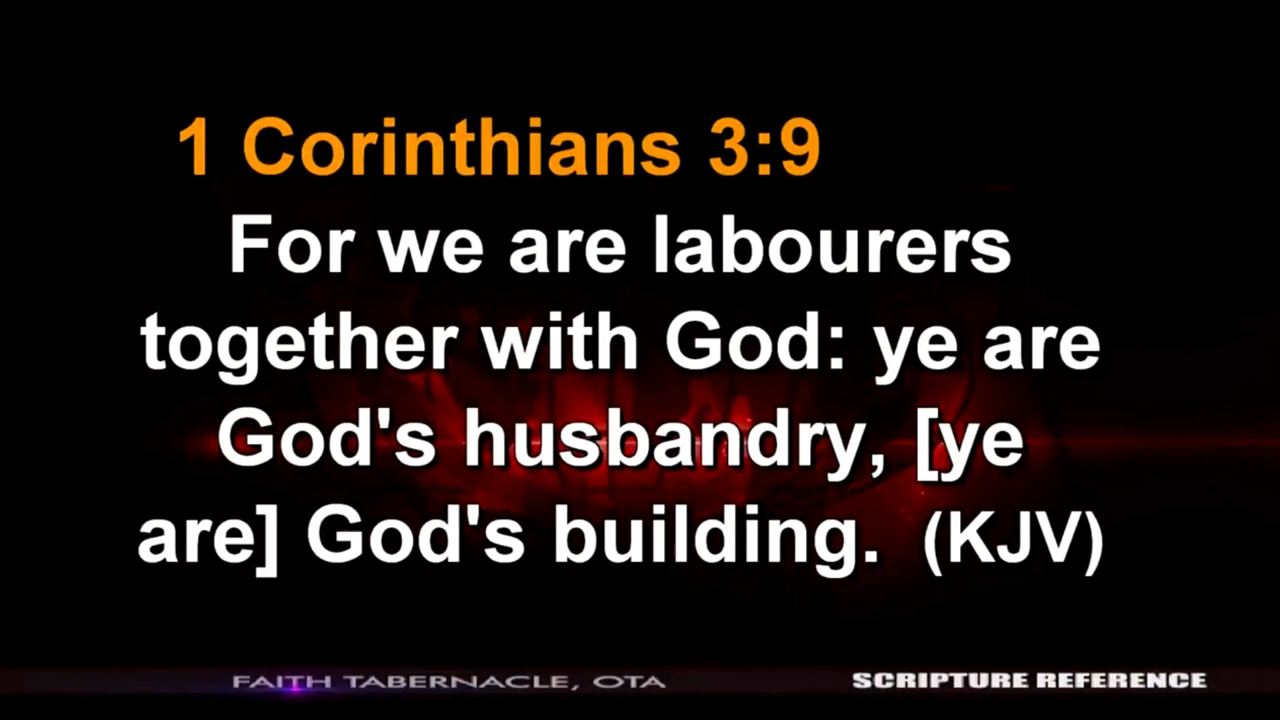 1 Corinthians 3:9
For we are labourers
together with God: ye are
God's husbandry, [ye
are] God's building.  (KJV)
FAITH TABERNACLE, OTA
SCRIPTURE REFERENCE